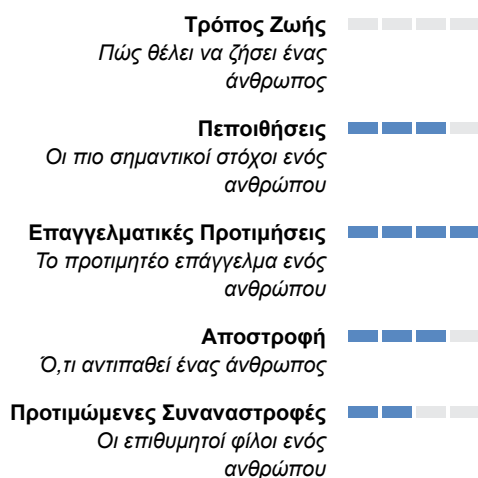 Τρόπος Ζωής
Πώς θέλει να ζήσει ένας
άνθρωπος
Πεποιθήσεις
Οι πιο σημαντικοί στόχοι ενός
ανθρώπου
Επαγγελματικές Προτιμήσεις
Το προτιμητέο επάγγελμα ενός
ανθρώπου
Αποστροφή
Ό,τι αντιπαθεί ένας άνθρωπος
Προτιμώμενες Συναναστροφές
Οι επιθυμητοί φίλοι ενός
ανθρώπου